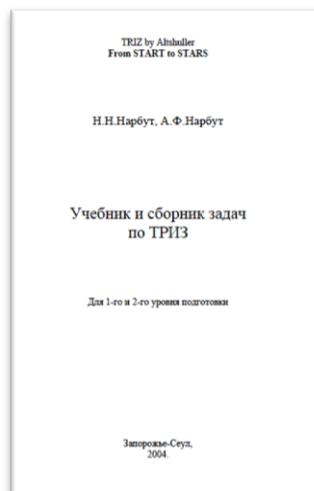 TRIZ by Altshuller
From START to STARS
Н.Н.Нарбут, А.Ф.Нарбут
Учебник и сборник задач
по ТРИЗ
Для 1-го и 2-го уровня подготовки
Запорожье-Сеул,
2004.